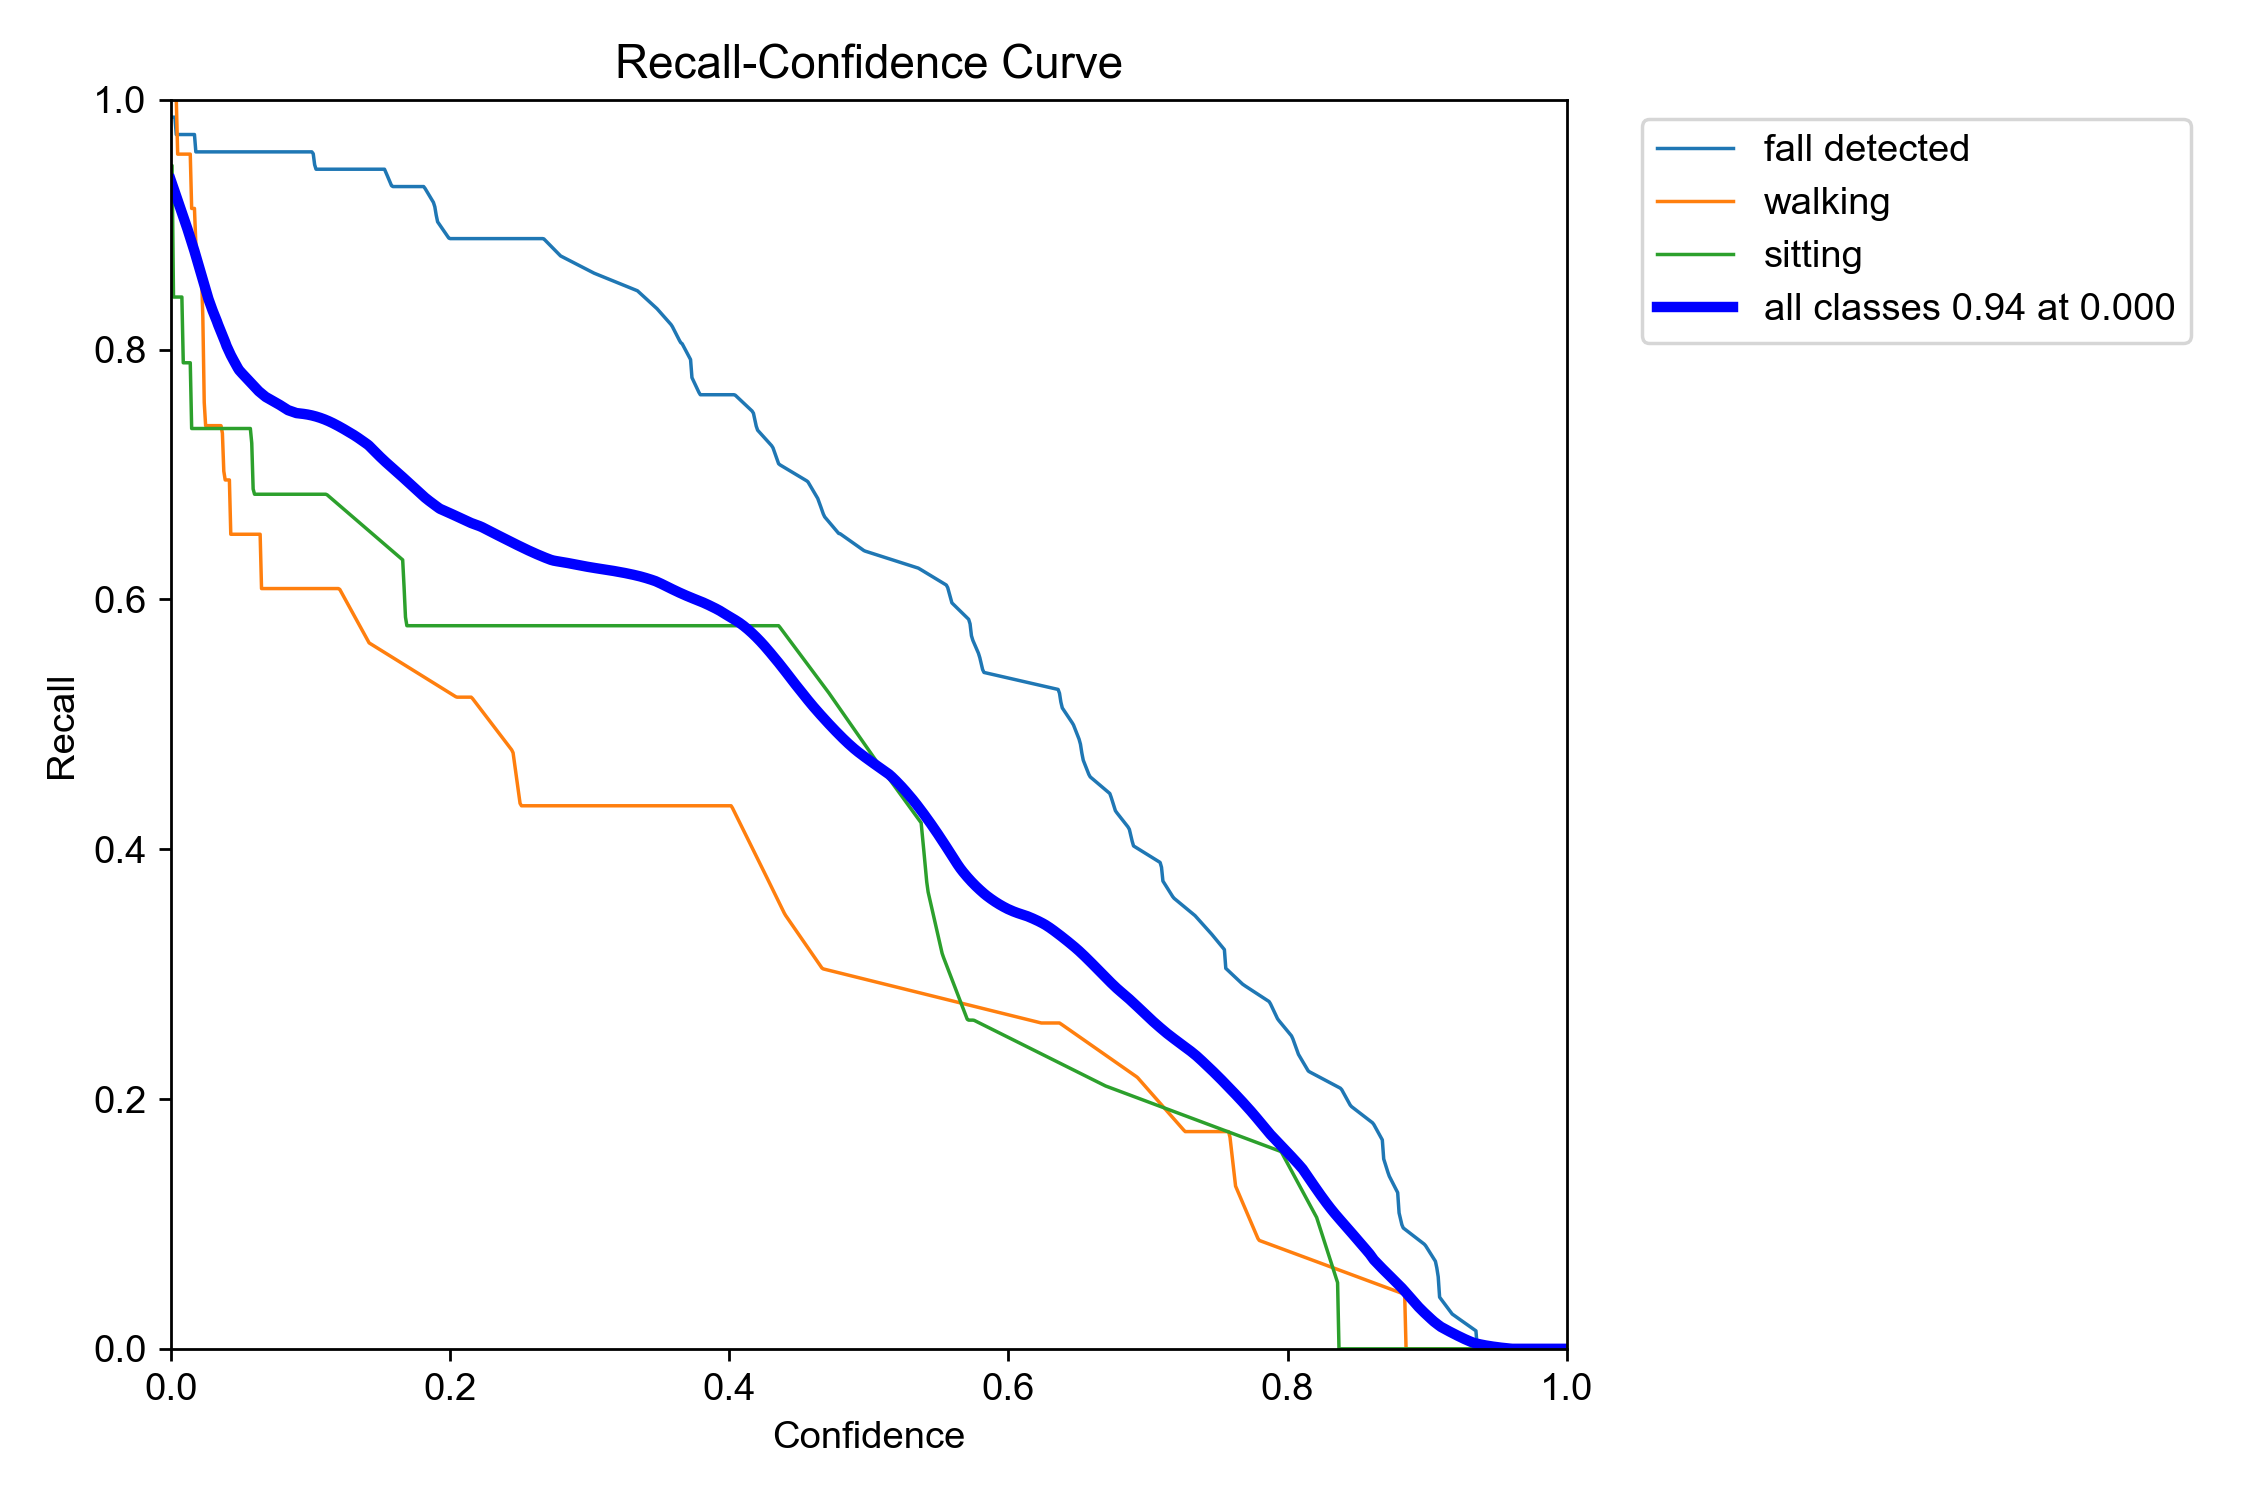 Recall-Confidence Curve
1.0
0.8
0.6
0.4
0.2
0.0
Recall
0.0 0.2 0.4 0.6 0.8 1.0
Confidence
fall detected
walking
sitting
all classes 0.94 at 0.000